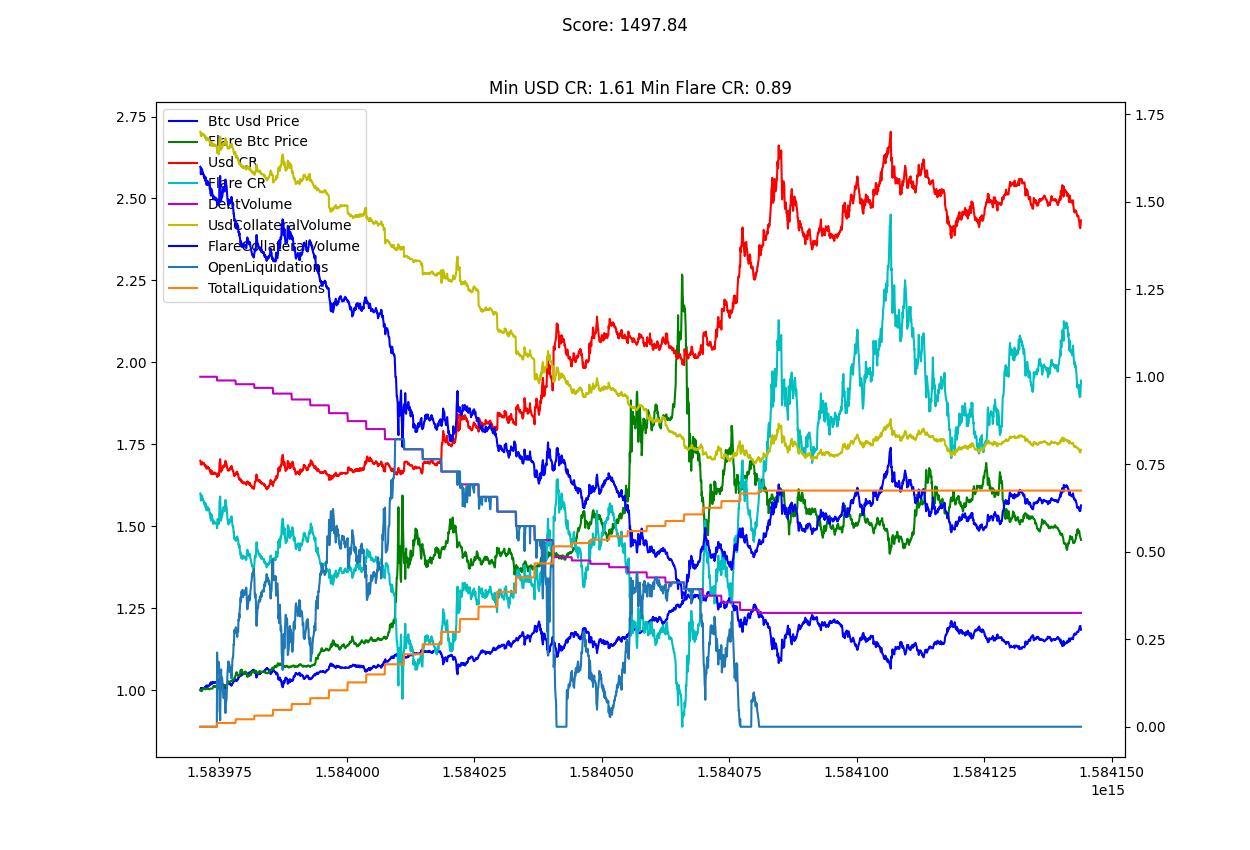 Score: 1497.84
Min USD CR: 1.61 Min Flare CR: 0.89
Btc Usd Price
Flare Btc Price
Usd CR
Flare CR
DebtVolume
UsdCollateralVolume
FlareCollateralVolume
OpenLiquidations
TotalLiquidations
2.75
2.50
2.25
2.00
1.75
1.50
1.25
1.00
1.75
1.50
1.25
1.00
0.75
0.50
0.25
0.00
1.583975
1.584000
1.584025
1.584050
1.584075
1.584100
1.584125
1.584150
1e15